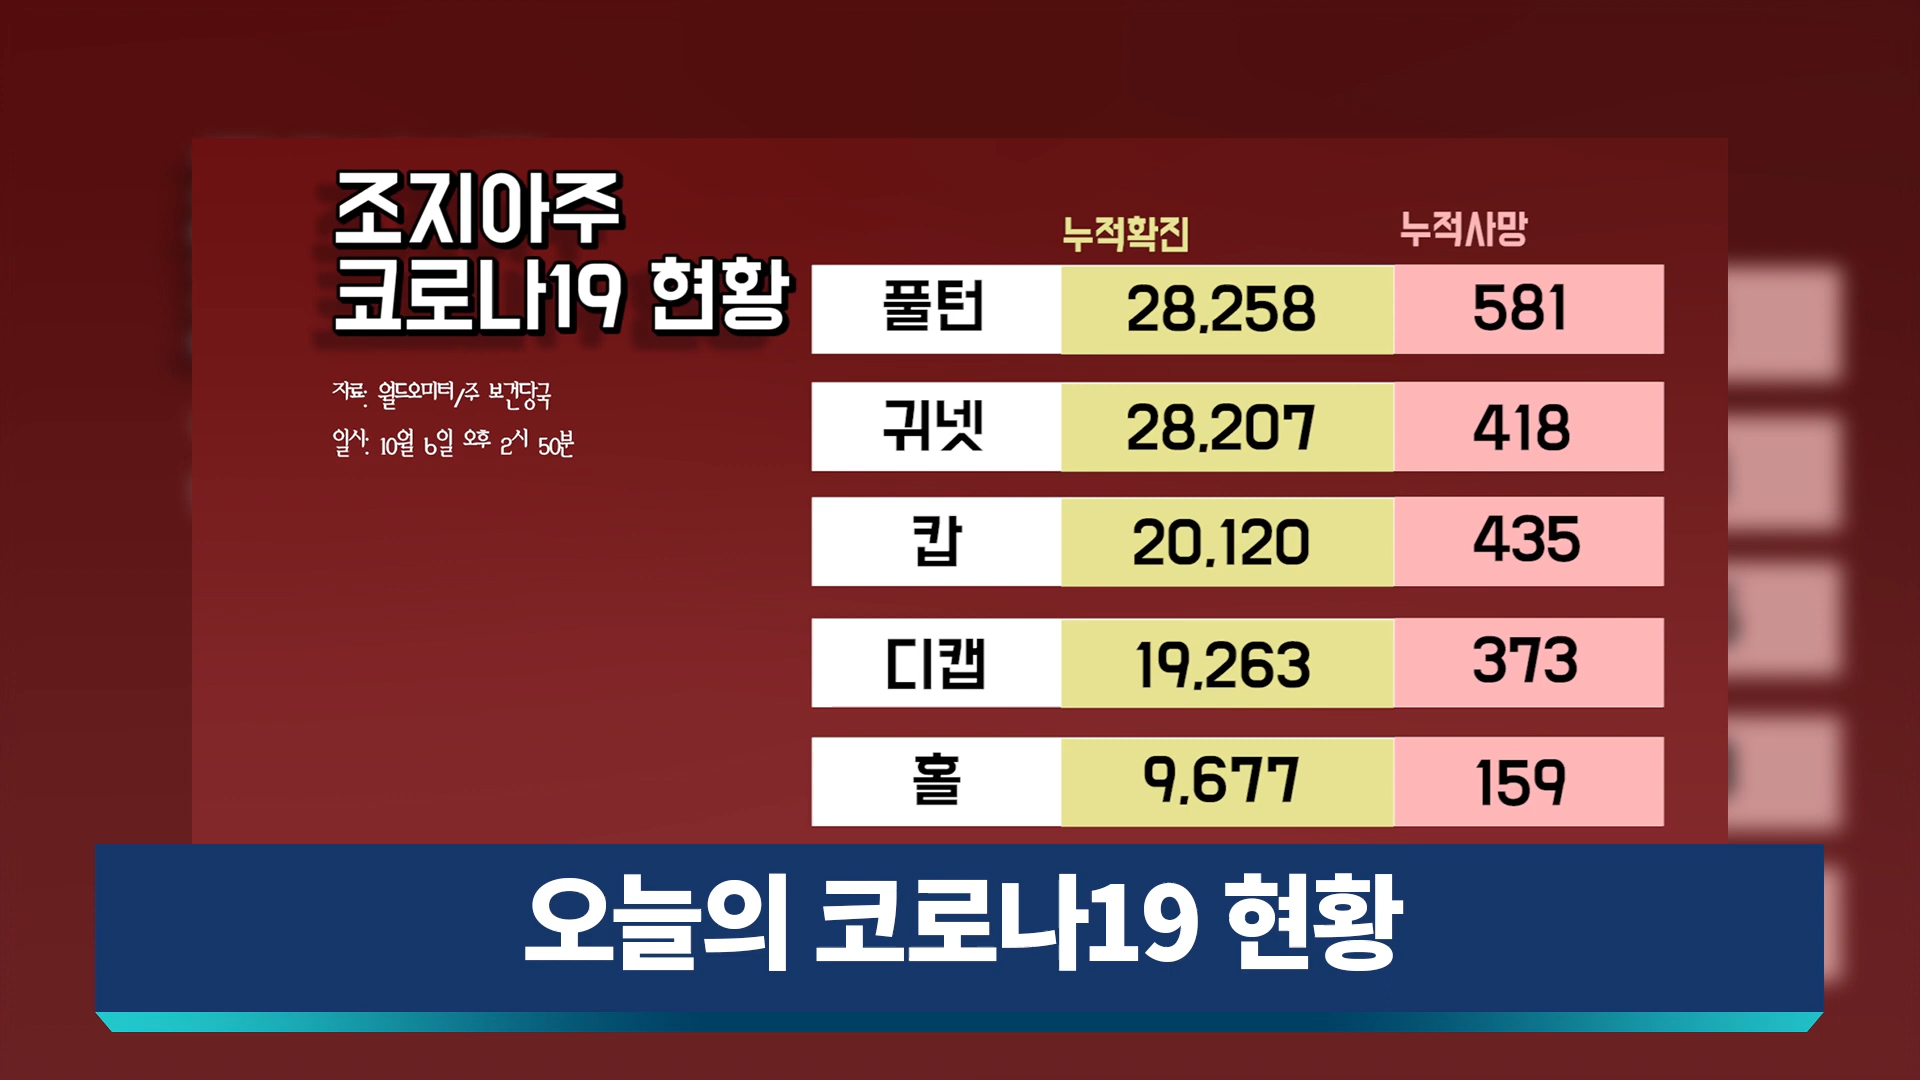 조지아주
코로나19 현황
자료: 월드오미터/주 보건당국
일시: 10월 6일 오후 2시 50분
누적확진 누적사망
풀턴 28,258 581
귀넷 28,207 418
캅 20,120 435
디캡 19,263 373
홀 9,677 159
오늘의 코로나19 현황